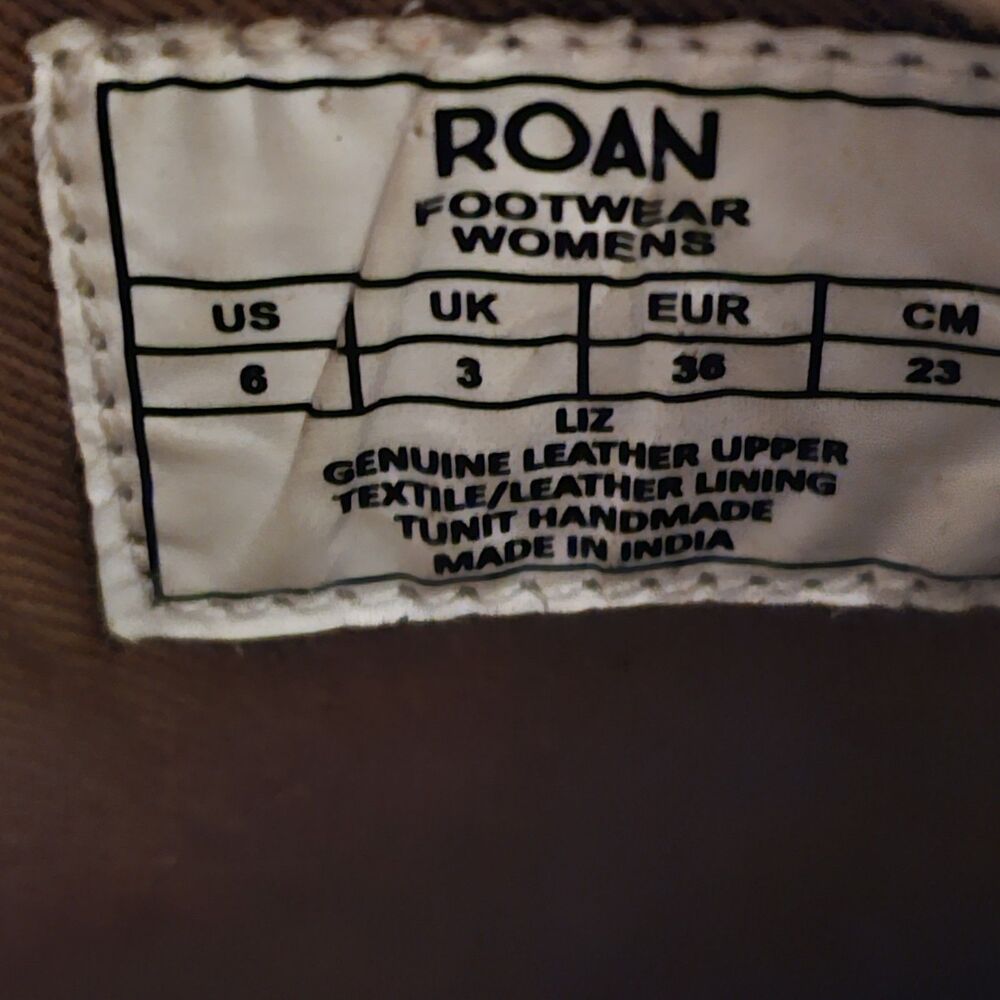 ROAN
FOOTWEAR
WOMENS
US UK EUR CM
6 3 36 23
LIZ
GENUINE LEATHER UPPER
TEXTILE/LEATHER LINING
TUNIT HANDMADE
MADE IN INDIA